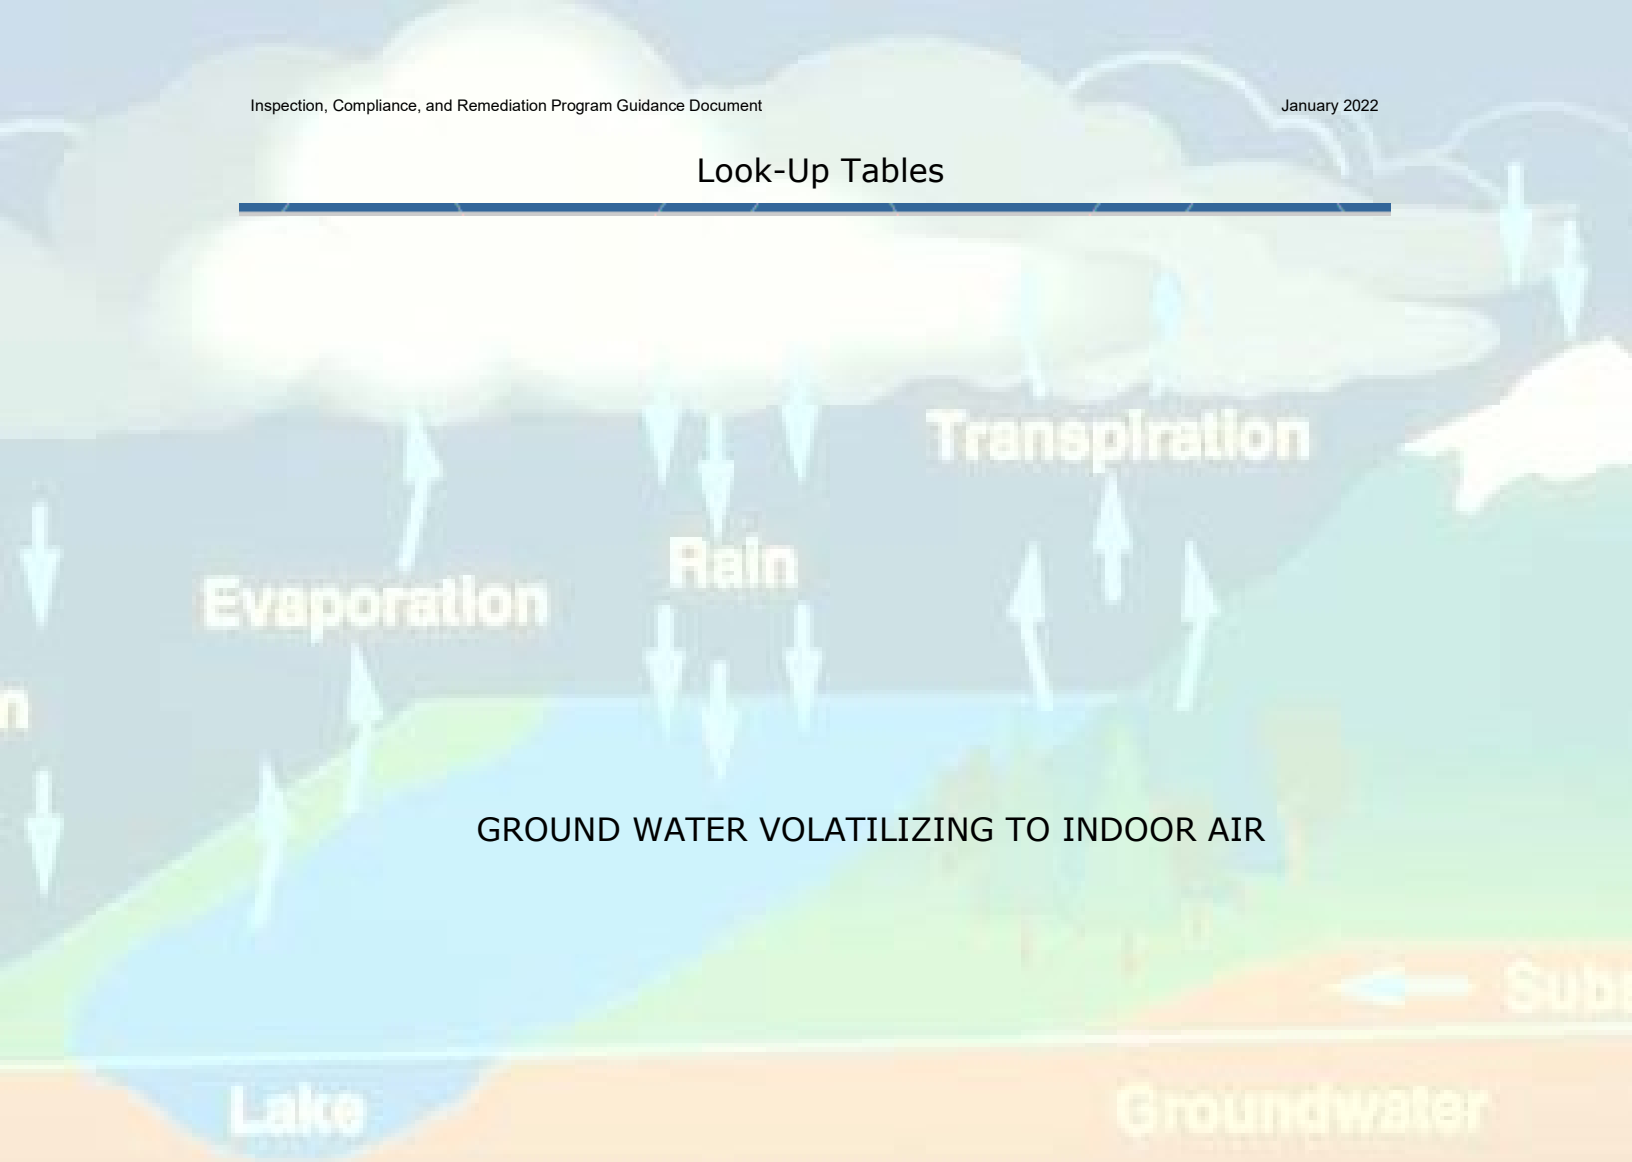 Inspection, Compliance, and Remediation Program Guidance Document January 2022
Look-Up Tables
Transpiration
Rain
Evaporation
GROUND WATER VOLATILIZING TO INDOOR AIR
Lake
Groundwater